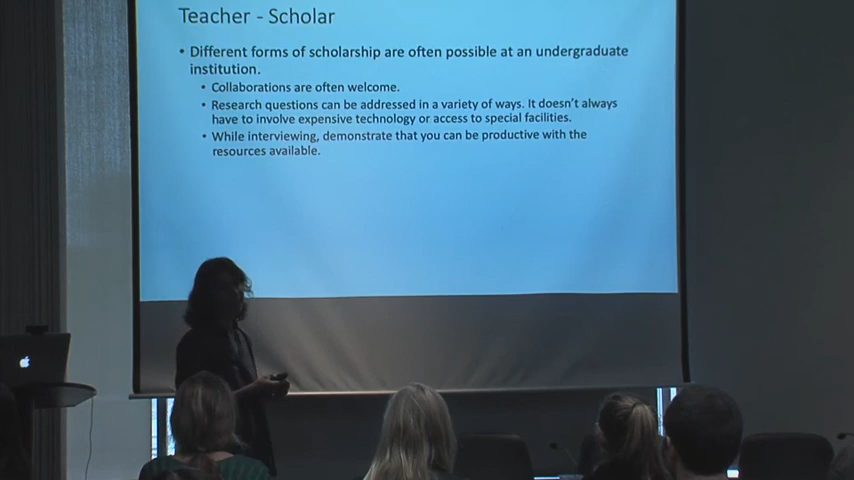 Teacher - Scholar
• Different forms of scholarship are often possible at an undergraduate
institution.
• Collaborations are often welcome.
• Research questions can be addressed in a variety of ways. It doesn't always
have to involve expensive technology or access to special facilities.
• While interviewing, demonstrate that you can be productive with the
resources available.